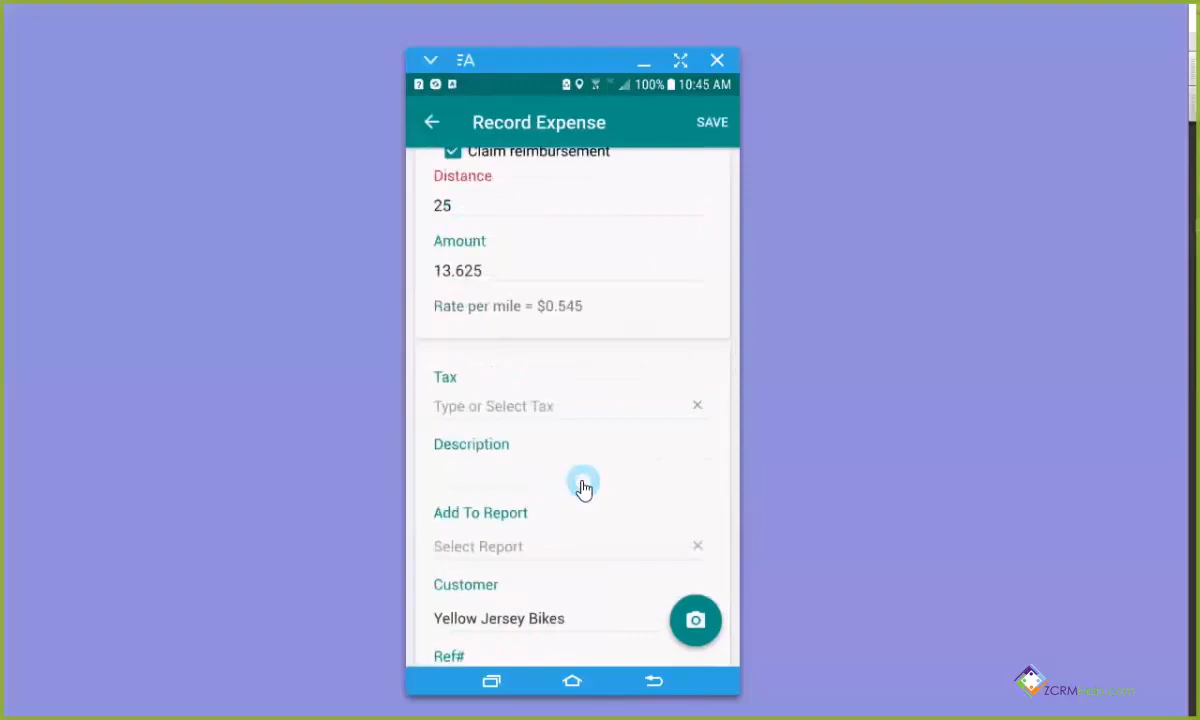 100% 10:45 AM
Record Expense SAVE
Claim reimbursement
Distance
25
Amount
13.625
Rate per mile = $0.545
Tax
Type or Select Tax
Description
Add To Report
Select Report
Customer
Yellow Jersey Bikes
Ref#